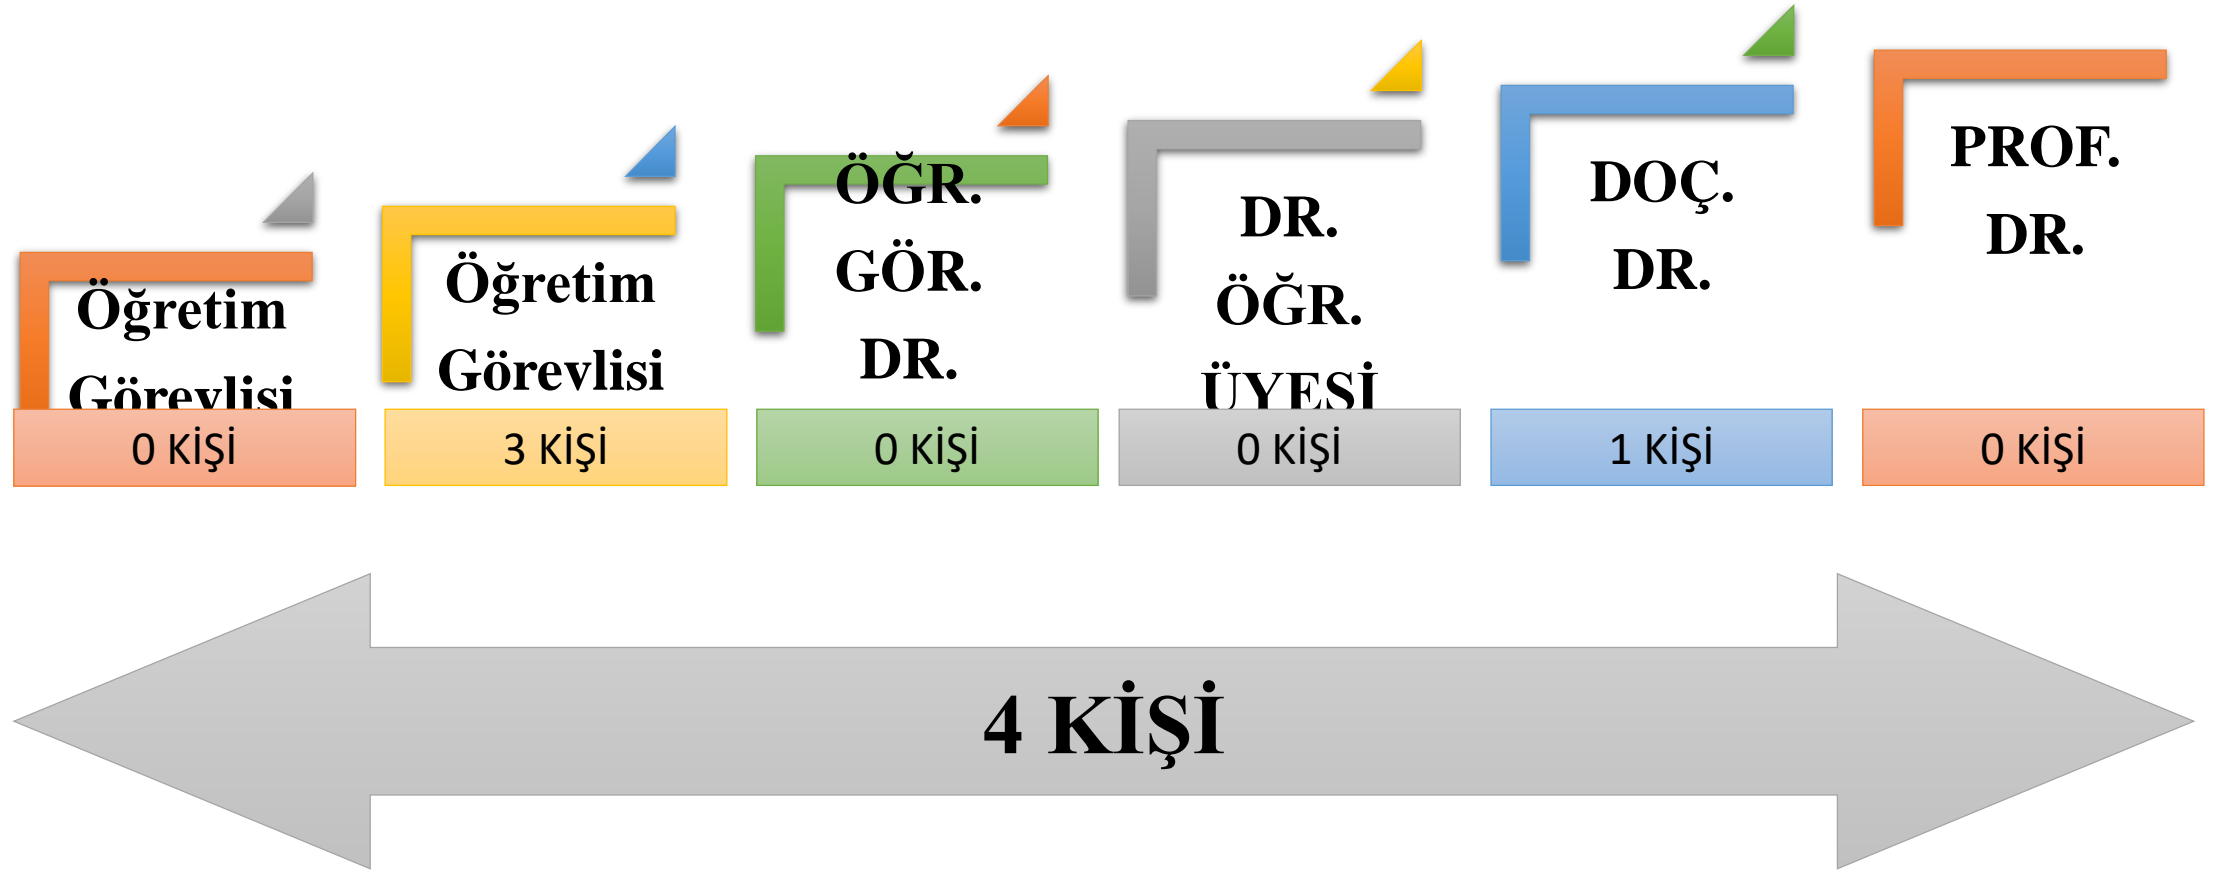 Öğretim
Görevlisi
0 KİŞİ
Öğretim
Görevlisi
3 KİŞİ
ÖĞR.
GÖR.
DR.
0 KİŞİ
DR.
ÖĞR.
ÜYESİ
0 KİŞİ
DOÇ.
DR.
1 KİŞİ
PROF.
DR.
0 KİŞİ
4 KİŞİ